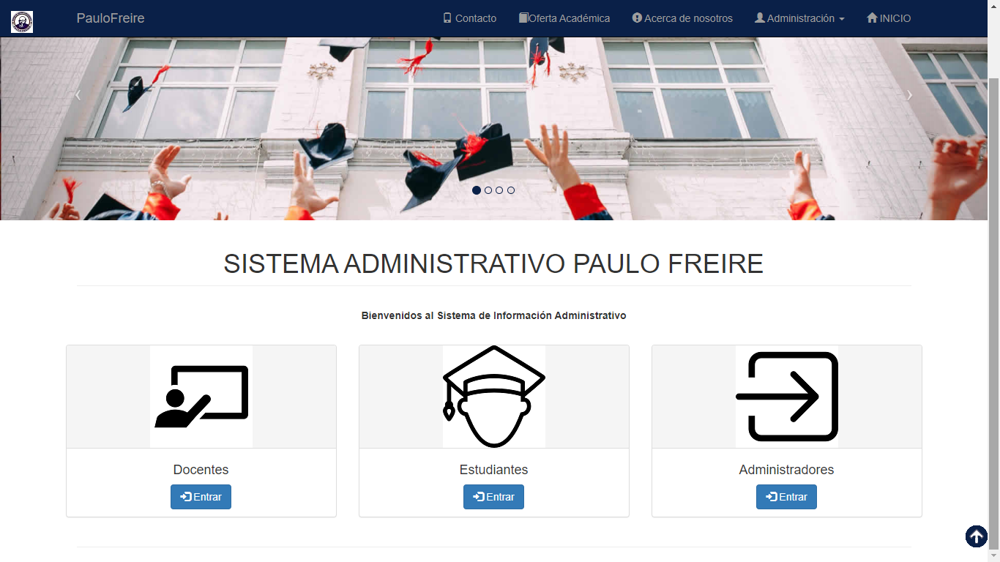 PauloFreire
Contacto
Oferta Académica
Acerca de nosotros
Administración
INICIO
SISTEMA ADMINISTRATIVO PAULO FREIRE
Bienvenidos al Sistema de Información Administrativo
Docentes
Entrar
Estudiantes
Entrar
Administradores
Entrar